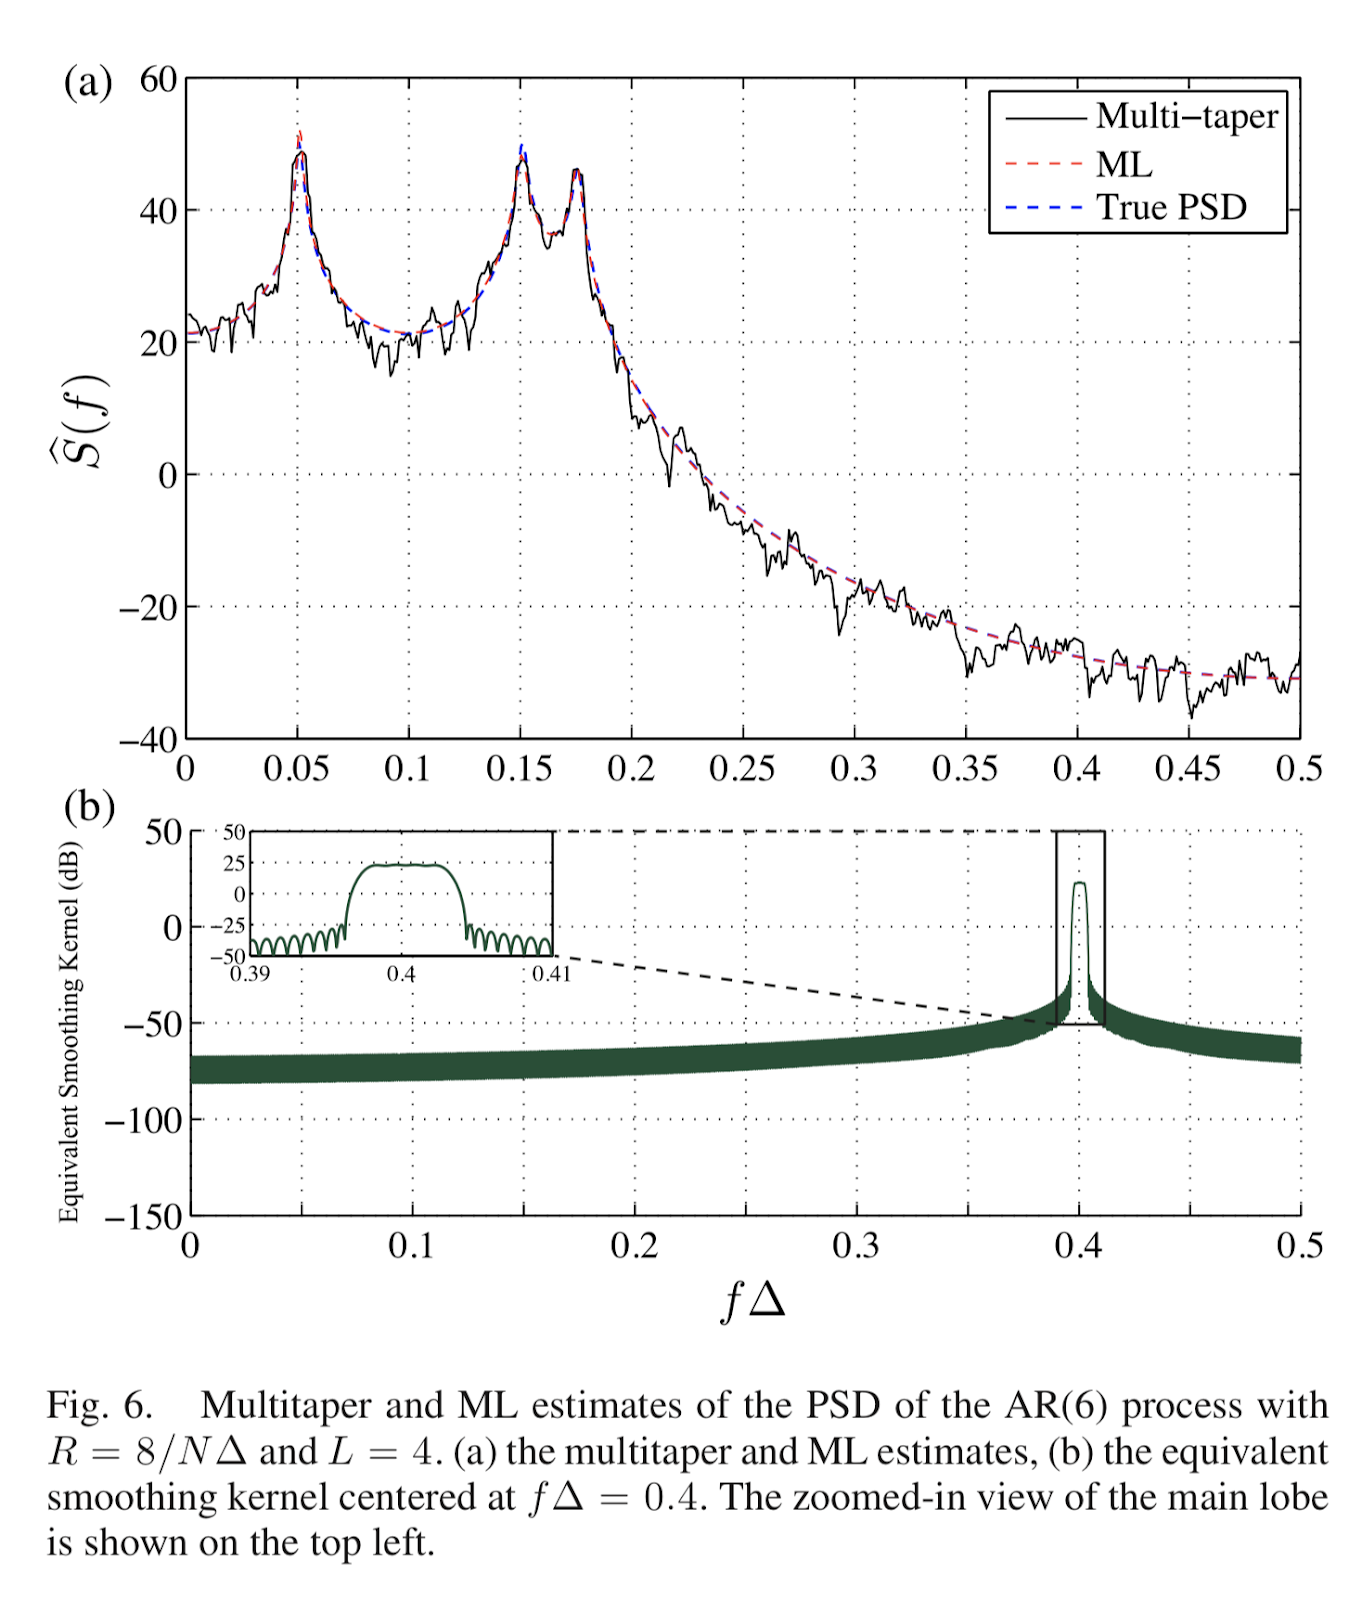 (a)
60
40
20
0
−20
−40
Ŝ(f)
Multi−taper
ML
True PSD
0 0.05 0.1 0.15 0.2 0.25 0.3 0.35 0.4 0.45 0.5
(b)
50
0
−50
−100
−150
Equivalent Smoothing Kernel (dB)
50
25
0
−25
−50
0.39 0.4 0.41
0 0.1 0.2 0.3 0.4 0.5
fΔ
Fig. 6. Multitaper and ML estimates of the PSD of the AR(6) process with
R = 8/NΔ and L = 4. (a) the multitaper and ML estimates, (b) the equivalent
smoothing kernel centered at fΔ = 0.4. The zoomed-in view of the main lobe
is shown on the top left.